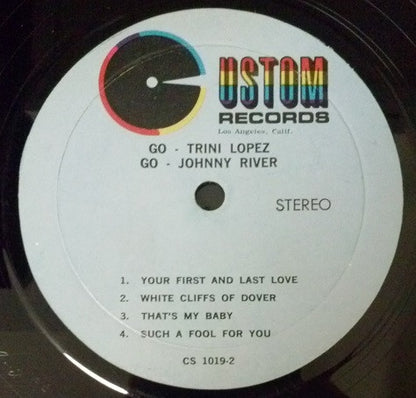 CUSTOM
RECORDS
Los Angeles, Calif.
GO - TRINI LOPEZ
GO - JOHNNY RIVER
STEREO
1. YOUR FIRST AND LAST LOVE
2. WHITE CLIFFS OF DOVER
3. THAT'S MY BABY
4. SUCH A FOOL FOR YOU
CS 1019-2